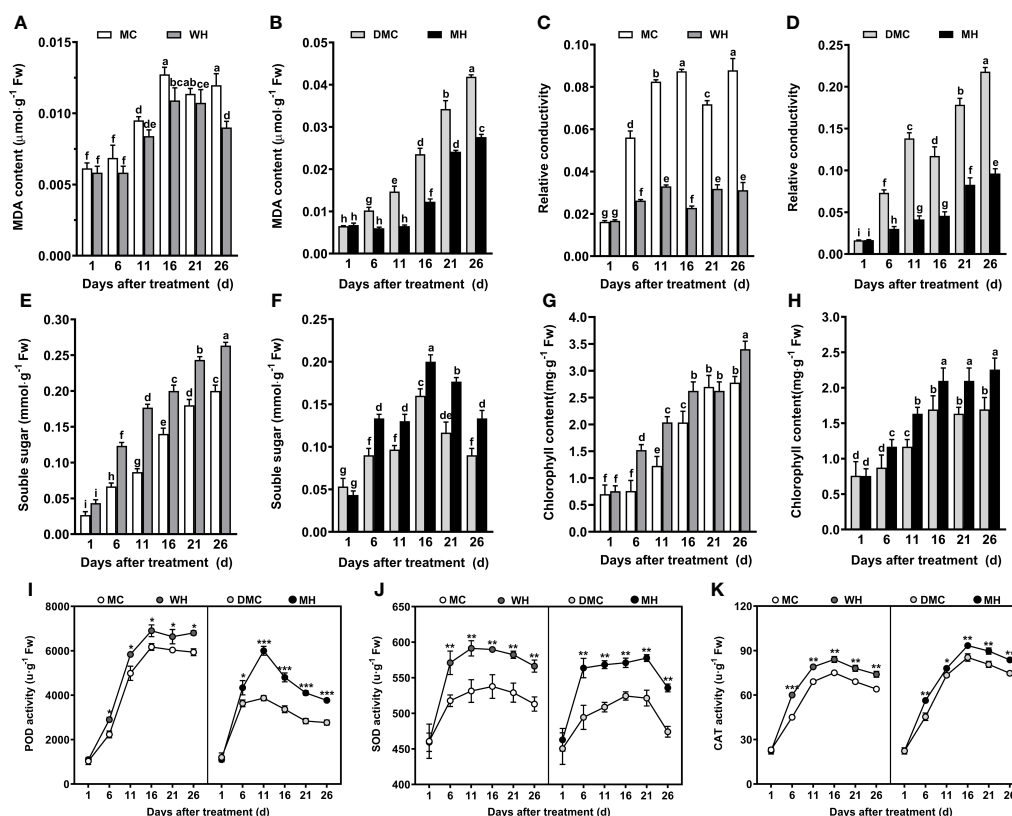 A
MC WH
MDA content (μmol·g-1 Fw)
0.015
0.010
0.005
0.000
f f f f d de a bcab ce a d
1 6 11 16 21 26
Days after treatment (d)
B
DMC MH
MDA content (μmol·g-1 Fw)
0.05
0.04
0.03
0.02
0.01
0.00
h h g h e h d f b d a c
1 6 11 16 21 26
Days after treatment (d)
C
MC WH
Relative conductivity
0.10
0.08
0.06
0.04
0.02
0.00
g g d f b e a f c e a e
1 6 11 16 21 26
Days after treatment (d)
D
DMC MH
Relative conductivity
0.25
0.20
0.15
0.10
0.05
0.00
i i f h c g d g b f a e
1 6 11 16 21 26
Days after treatment (d)
E
Souble sugar (mmol·g-1 Fw)
0.30
0.25
0.20
0.15
0.10
0.05
0.00
i i h f g d e c d b c a
1 6 11 16 21 26
Days after treatment (d)
F
Souble sugar (mmol·g-1 Fw)
0.25
0.20
0.15
0.10
0.05
0.00
g g f d f d c a de b f d
1 6 11 16 21 26
Days after treatment (d)
G
Chlorophyll content (mg·g-1 Fw)
4.0
3.5
3.0
2.5
2.0
1.5
1.0
0.5
0.0
f f f d e c c b b b b a
1 6 11 16 21 26
Days after treatment (d)
H
Chlorophyll content(mg·g-1 Fw)
3.0
2.5
2.0
1.5
1.0
0.5
0.0
d d d c c b b a b a b a
1 6 11 16 21 26
Days after treatment (d)
I
MC WH DMC MH
POD activity (u·g-1 Fw)
8000
6000
4000
2000
0
* * * * * * *** *** *** ***
1 6 11 16 21 26 1 6 11 16 21 26
Days after treatment (d)
J
MC WH DMC MH
SOD activity (u·g-1 Fw)
650
600
550
500
450
400
** ** ** ** ** ** ** ** ** **
1 6 11 16 21 26 1 6 11 16 21 26
Days after treatment (d)
K
MC WH DMC MH
CAT activity (u·g-1 Fw)
120
90
60
30
0
*** ** ** ** ** ** * ** ** **
1 6 11 16 21 26 1 6 11 16 21 26
Days after treatment (d)